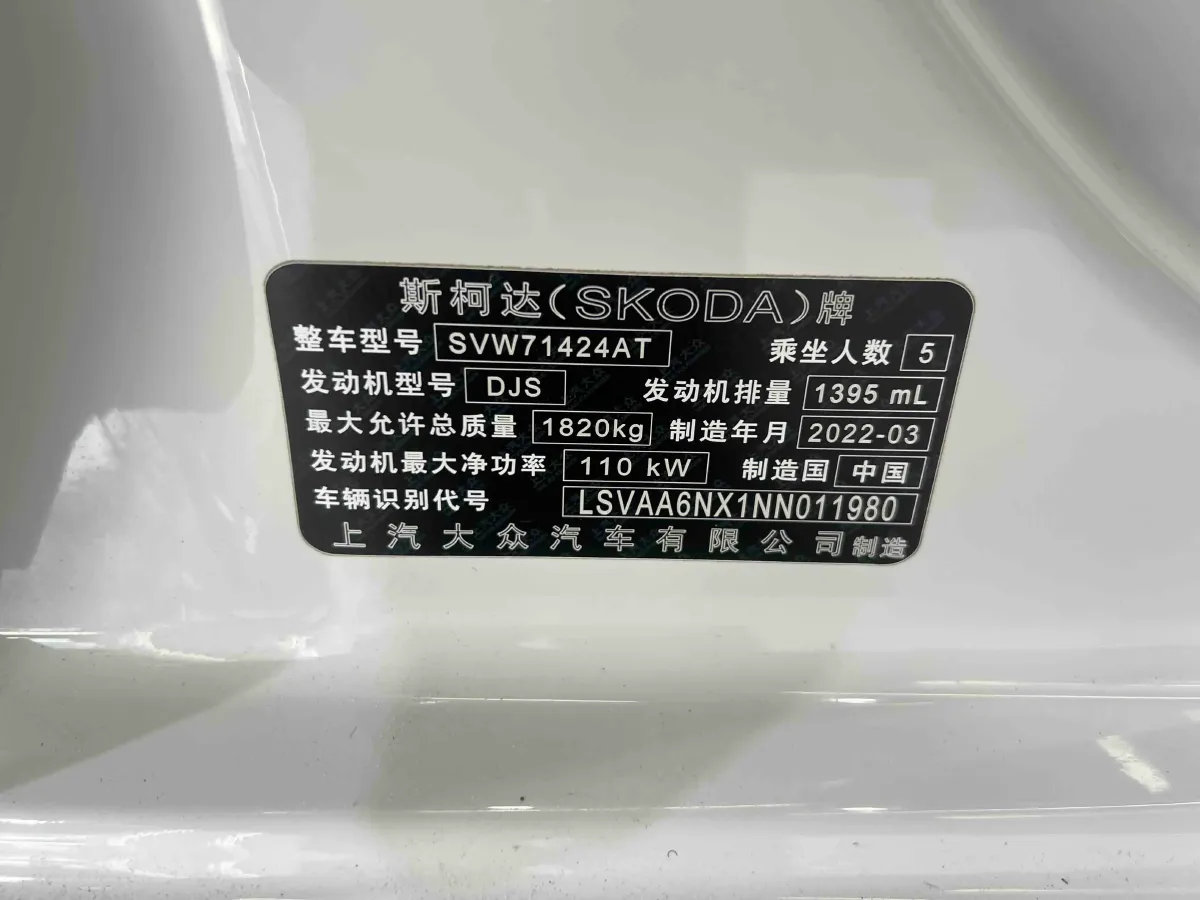 斯柯达(SKODA)牌
整车型号 SVW71424AT 乘坐人数 5
发动机型号 DJS 发动机排量 1395 mL
最大允许总质量 1820kg 制造年月 2022-03
发动机最大净功率 110 kW 制造国 中国
车辆识别代号 LSVAA6NX1NN011980
上汽大众汽车有限公司制造